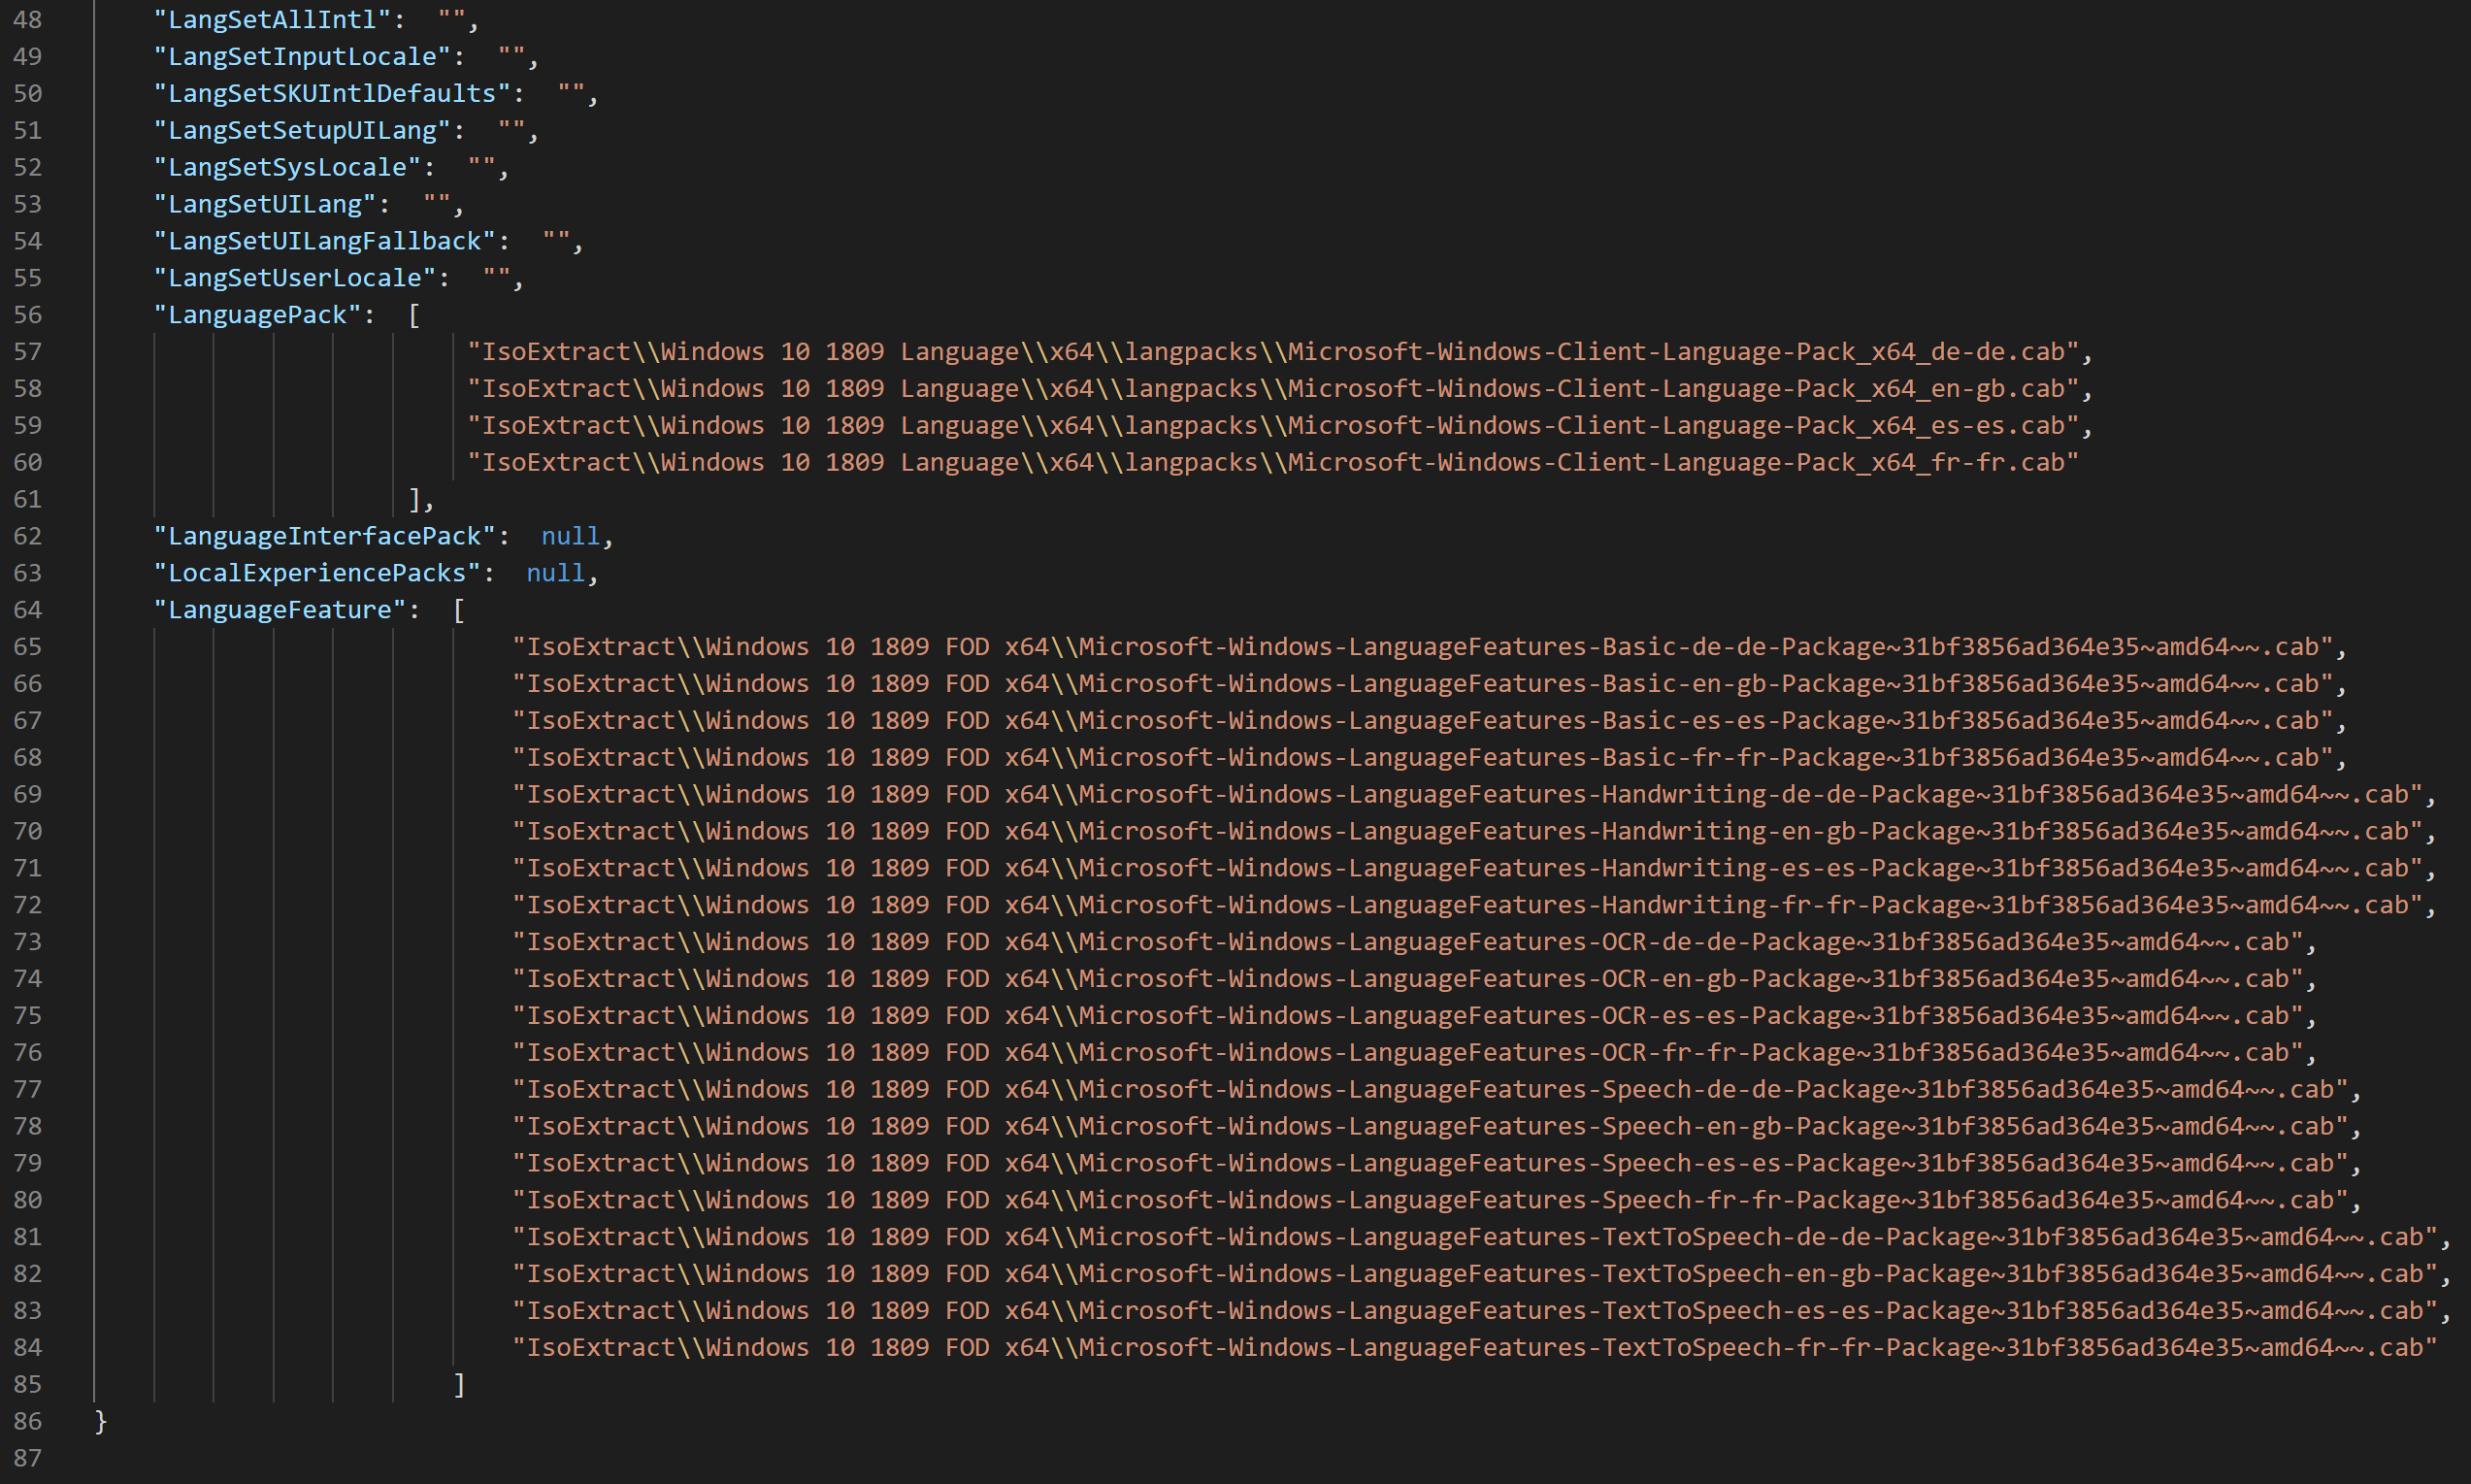 48 "LangSetAllIntl":  "",
49 "LangSetInputLocale":  "",
50 "LangSetSKUIntlDefaults":  "",
51 "LangSetSetupUILang":  "",
52 "LangSetSysLocale":  "",
53 "LangSetUILang":  "",
54 "LangSetUILangFallback":  "",
55 "LangSetUserLocale":  "",
56 "LanguagePack":  [
57 "IsoExtract\\Windows 10 1809 Language\\x64\\langpacks\\Microsoft-Windows-Client-Language-Pack_x64_de-de.cab",
58 "IsoExtract\\Windows 10 1809 Language\\x64\\langpacks\\Microsoft-Windows-Client-Language-Pack_x64_en-gb.cab",
59 "IsoExtract\\Windows 10 1809 Language\\x64\\langpacks\\Microsoft-Windows-Client-Language-Pack_x64_es-es.cab",
60 "IsoExtract\\Windows 10 1809 Language\\x64\\langpacks\\Microsoft-Windows-Client-Language-Pack_x64_fr-fr.cab"
61 ],
62 "LanguageInterfacePack":  null,
63 "LocalExperiencePacks":  null,
64 "LanguageFeature":  [
65 "IsoExtract\\Windows 10 1809 FOD x64\\Microsoft-Windows-LanguageFeatures-Basic-de-de-Package~31bf3856ad364e35~amd64~~.cab",
66 "IsoExtract\\Windows 10 1809 FOD x64\\Microsoft-Windows-LanguageFeatures-Basic-en-gb-Package~31bf3856ad364e35~amd64~~.cab",
67 "IsoExtract\\Windows 10 1809 FOD x64\\Microsoft-Windows-LanguageFeatures-Basic-es-es-Package~31bf3856ad364e35~amd64~~.cab",
68 "IsoExtract\\Windows 10 1809 FOD x64\\Microsoft-Windows-LanguageFeatures-Basic-fr-fr-Package~31bf3856ad364e35~amd64~~.cab",
69 "IsoExtract\\Windows 10 1809 FOD x64\\Microsoft-Windows-LanguageFeatures-Handwriting-de-de-Package~31bf3856ad364e35~amd64~~.cab",
70 "IsoExtract\\Windows 10 1809 FOD x64\\Microsoft-Windows-LanguageFeatures-Handwriting-en-gb-Package~31bf3856ad364e35~amd64~~.cab",
71 "IsoExtract\\Windows 10 1809 FOD x64\\Microsoft-Windows-LanguageFeatures-Handwriting-es-es-Package~31bf3856ad364e35~amd64~~.cab",
72 "IsoExtract\\Windows 10 1809 FOD x64\\Microsoft-Windows-LanguageFeatures-Handwriting-fr-fr-Package~31bf3856ad364e35~amd64~~.cab",
73 "IsoExtract\\Windows 10 1809 FOD x64\\Microsoft-Windows-LanguageFeatures-OCR-de-de-Package~31bf3856ad364e35~amd64~~.cab",
74 "IsoExtract\\Windows 10 1809 FOD x64\\Microsoft-Windows-LanguageFeatures-OCR-en-gb-Package~31bf3856ad364e35~amd64~~.cab",
75 "IsoExtract\\Windows 10 1809 FOD x64\\Microsoft-Windows-LanguageFeatures-OCR-es-es-Package~31bf3856ad364e35~amd64~~.cab",
76 "IsoExtract\\Windows 10 1809 FOD x64\\Microsoft-Windows-LanguageFeatures-OCR-fr-fr-Package~31bf3856ad364e35~amd64~~.cab",
77 "IsoExtract\\Windows 10 1809 FOD x64\\Microsoft-Windows-LanguageFeatures-Speech-de-de-Package~31bf3856ad364e35~amd64~~.cab",
78 "IsoExtract\\Windows 10 1809 FOD x64\\Microsoft-Windows-LanguageFeatures-Speech-en-gb-Package~31bf3856ad364e35~amd64~~.cab",
79 "IsoExtract\\Windows 10 1809 FOD x64\\Microsoft-Windows-LanguageFeatures-Speech-es-es-Package~31bf3856ad364e35~amd64~~.cab",
80 "IsoExtract\\Windows 10 1809 FOD x64\\Microsoft-Windows-LanguageFeatures-Speech-fr-fr-Package~31bf3856ad364e35~amd64~~.cab",
81 "IsoExtract\\Windows 10 1809 FOD x64\\Microsoft-Windows-LanguageFeatures-TextToSpeech-de-de-Package~31bf3856ad364e35~amd64~~.cab",
82 "IsoExtract\\Windows 10 1809 FOD x64\\Microsoft-Windows-LanguageFeatures-TextToSpeech-en-gb-Package~31bf3856ad364e35~amd64~~.cab",
83 "IsoExtract\\Windows 10 1809 FOD x64\\Microsoft-Windows-LanguageFeatures-TextToSpeech-es-es-Package~31bf3856ad364e35~amd64~~.cab",
84 "IsoExtract\\Windows 10 1809 FOD x64\\Microsoft-Windows-LanguageFeatures-TextToSpeech-fr-fr-Package~31bf3856ad364e35~amd64~~.cab"
85 ]
86 }
87